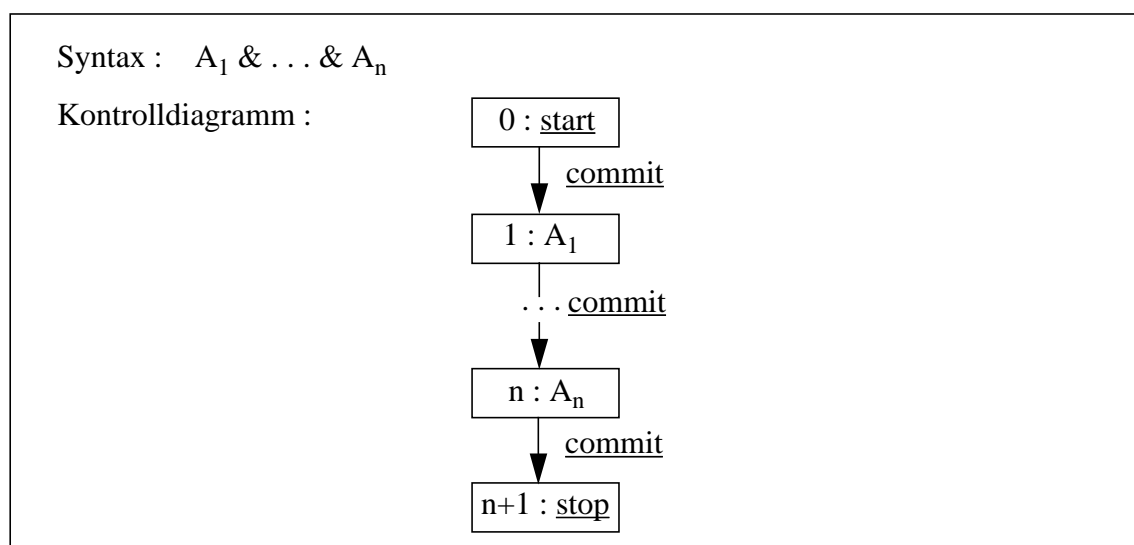 Syntax : A1 & . . . & An
Kontrolldiagramm :
0 : start
commit
1 : A1
. . . commit
n : An
commit
n+1 : stop